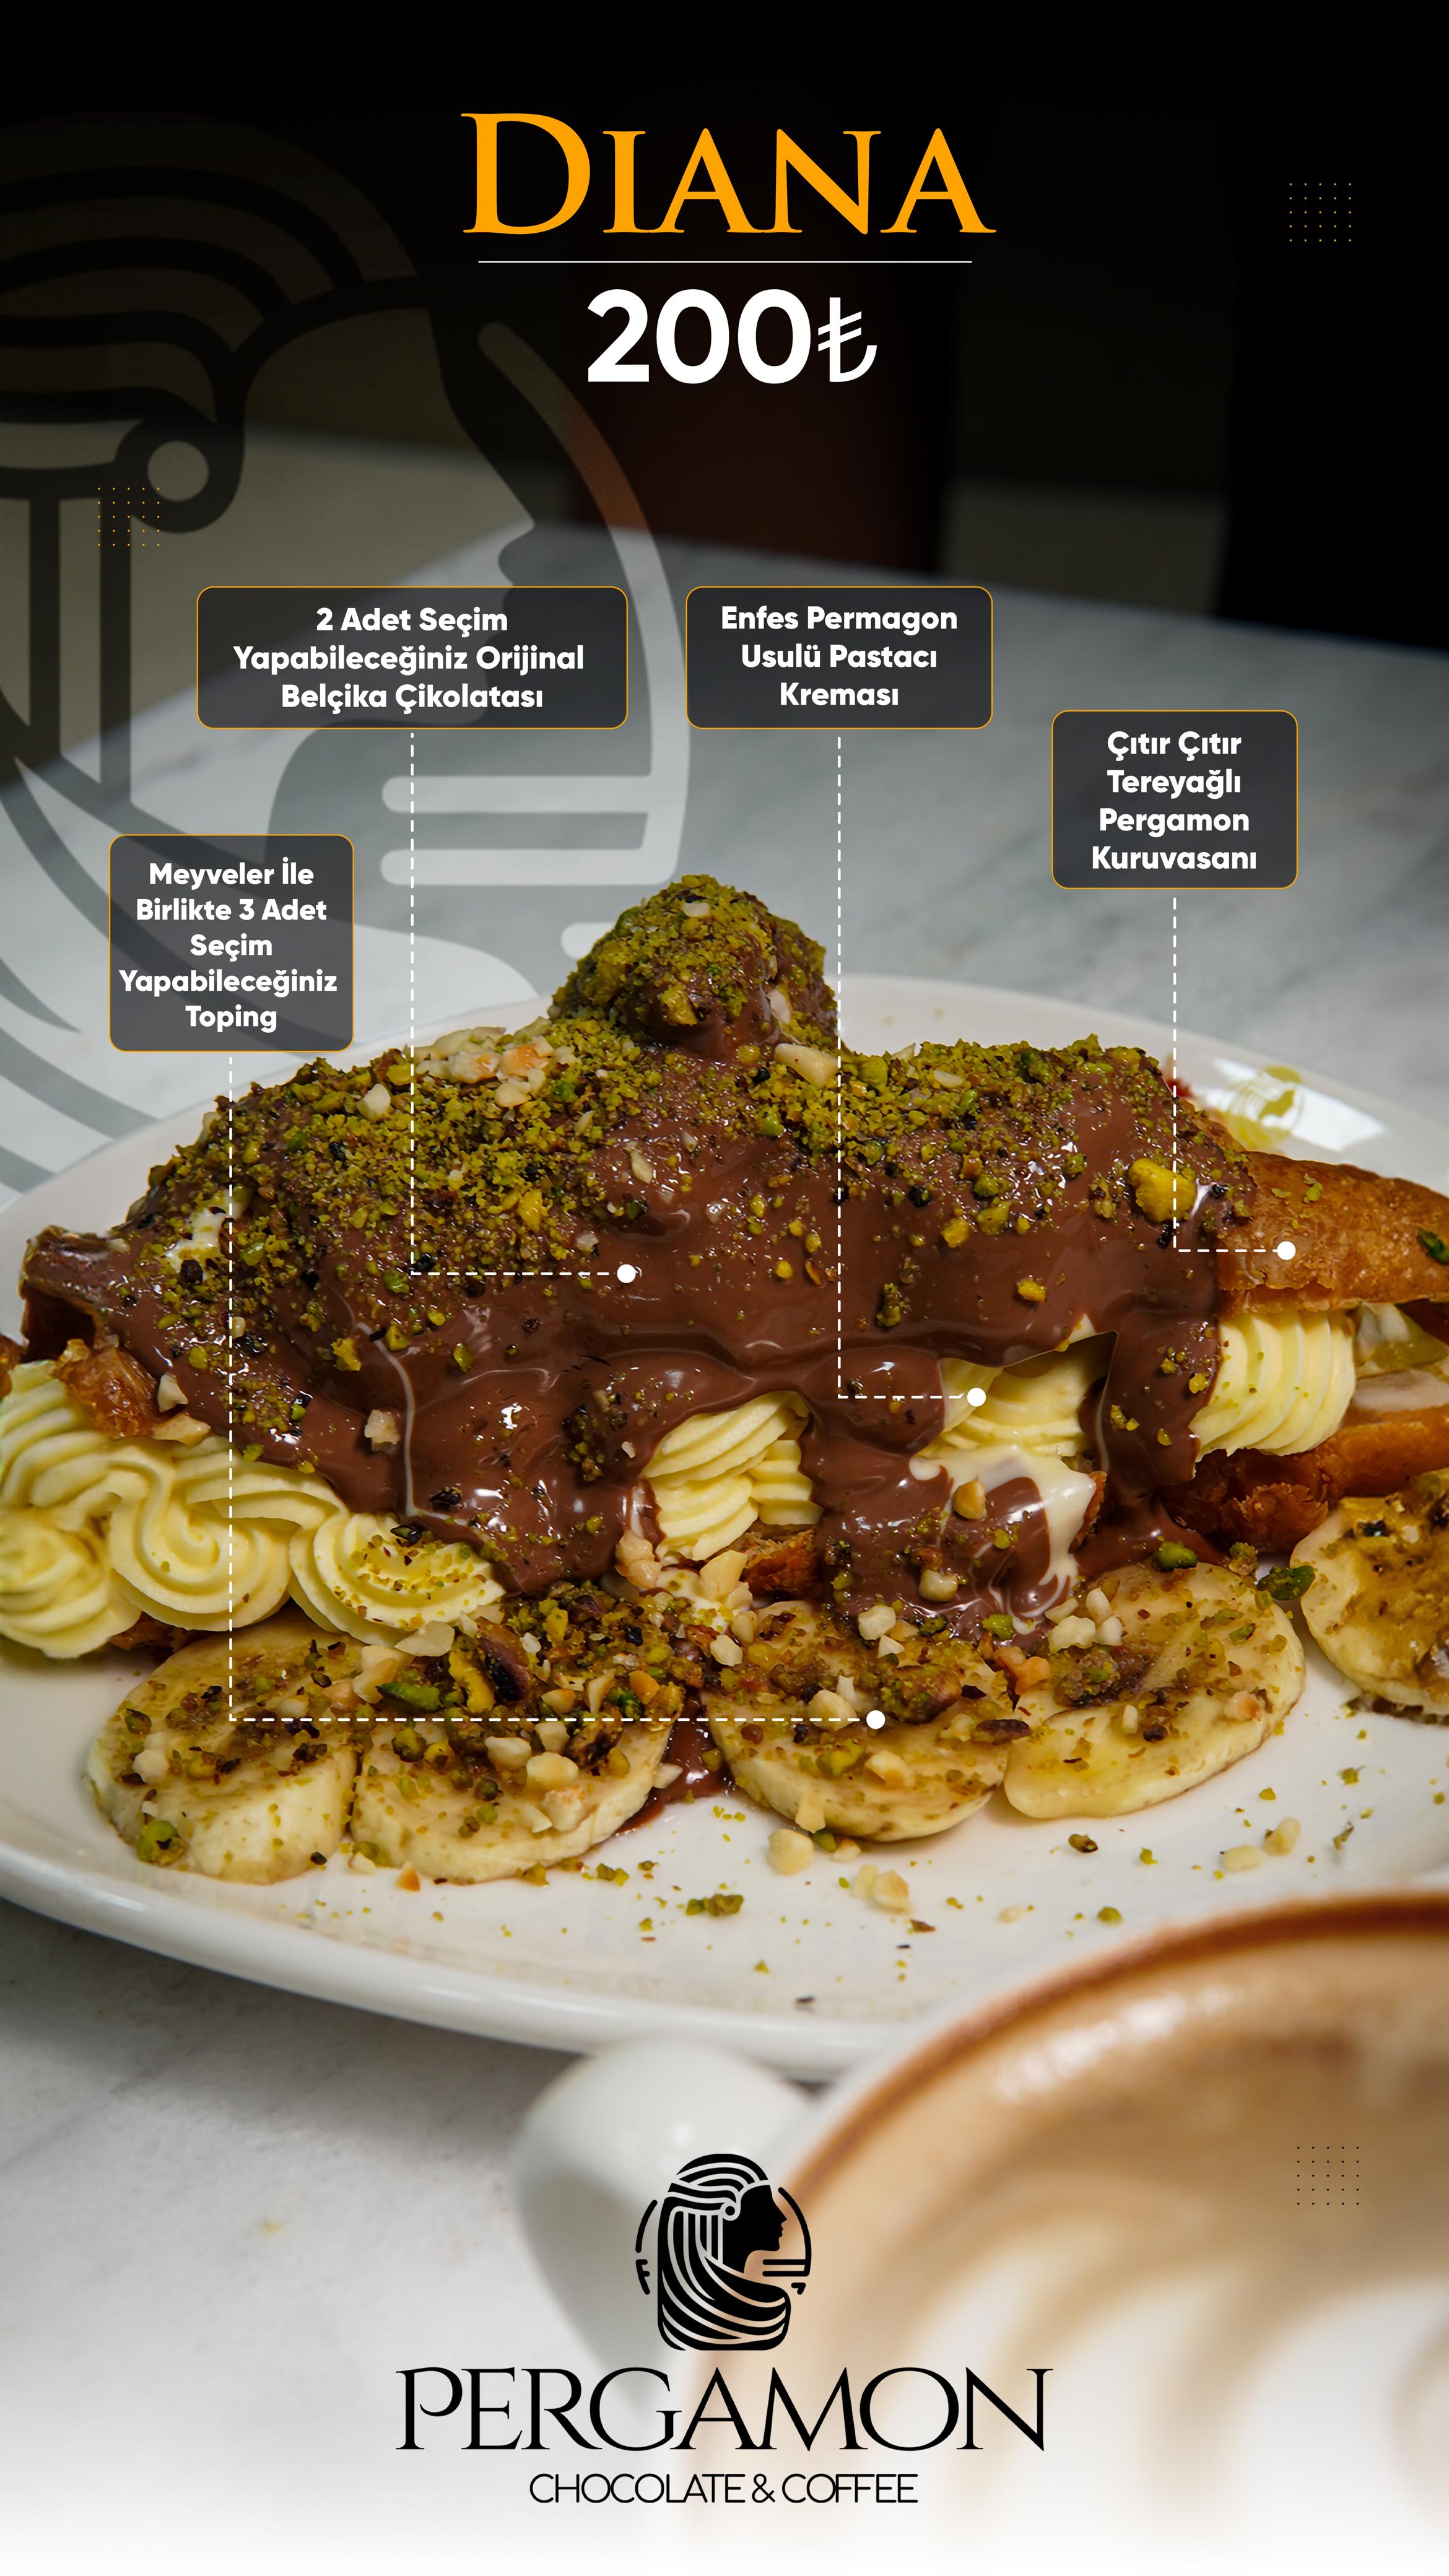 DIANA
200₺
2 Adet Seçim
Yapabileceğiniz Orijinal
Belçika Çikolatası
Enfes Permagon
Usulü Pastacı
Kreması
Çıtır Çıtır
Tereyağlı
Pergamon
Kuruvasanı
Meyveler İle
Birlikte 3 Adet
Seçim
Yapabileceğiniz
Toping
PERGAMON
CHOCOLATE & COFFEE